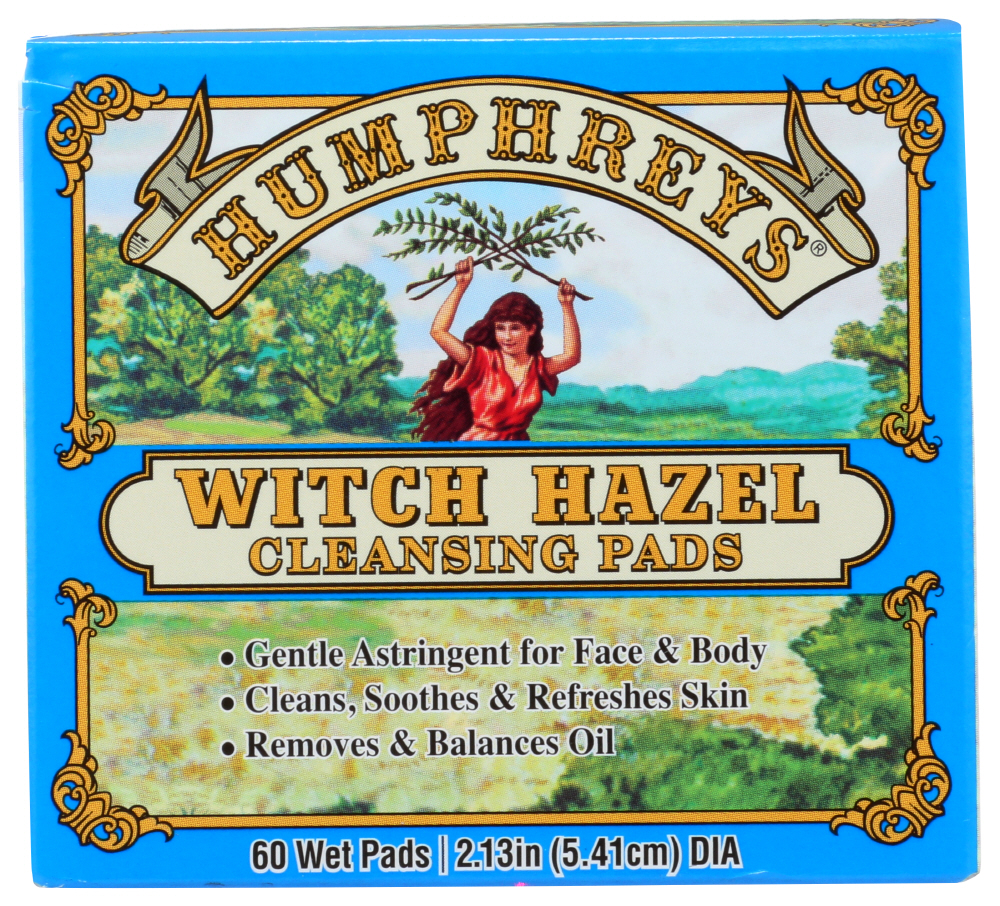 HUMPHREYS®
WITCH HAZEL
CLEANSING PADS
• Gentle Astringent for Face & Body
• Cleans, Soothes & Refreshes Skin
• Removes & Balances Oil
60 Wet Pads | 2.13in (5.41cm) DIA